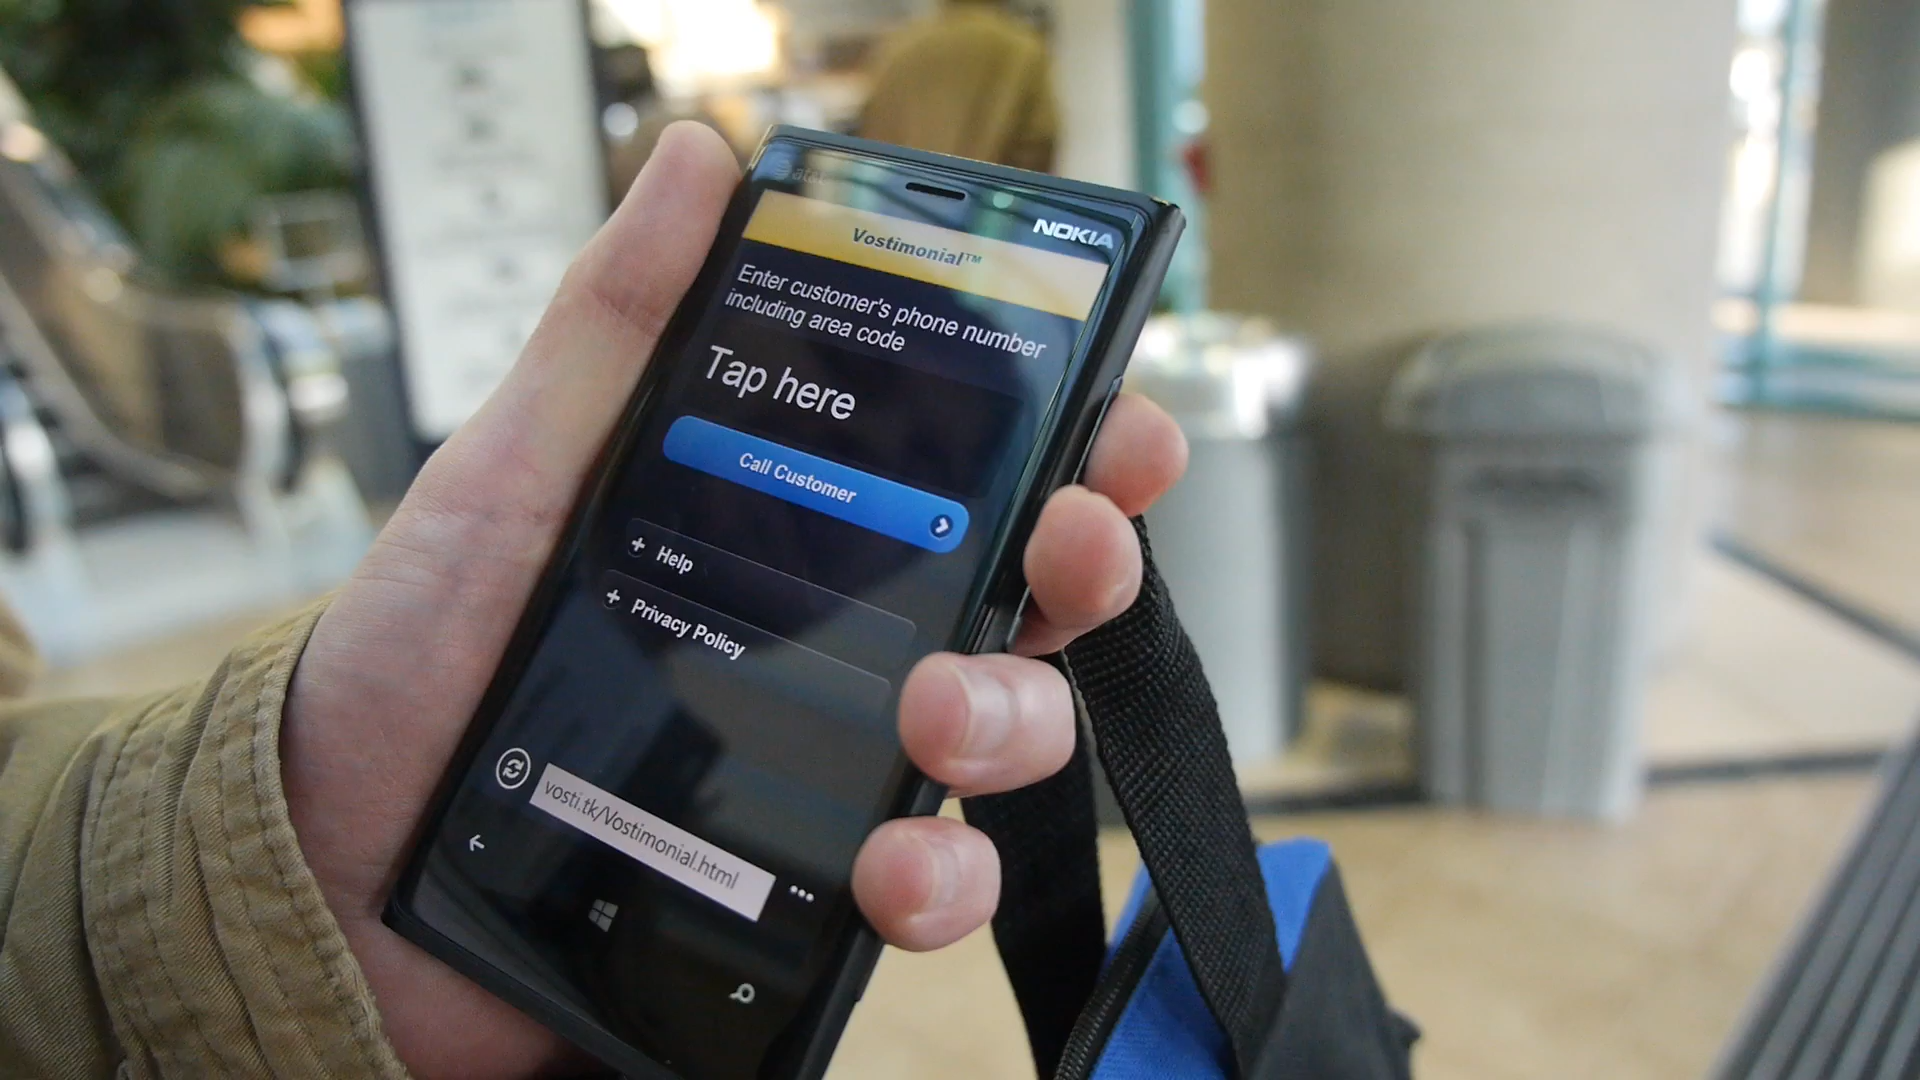 at&t
NOKIA
Vostimonial™
Enter customer's phone number
including area code
Tap here
Call Customer
Help
Privacy Policy
vosti.tk/Vostimonial.html